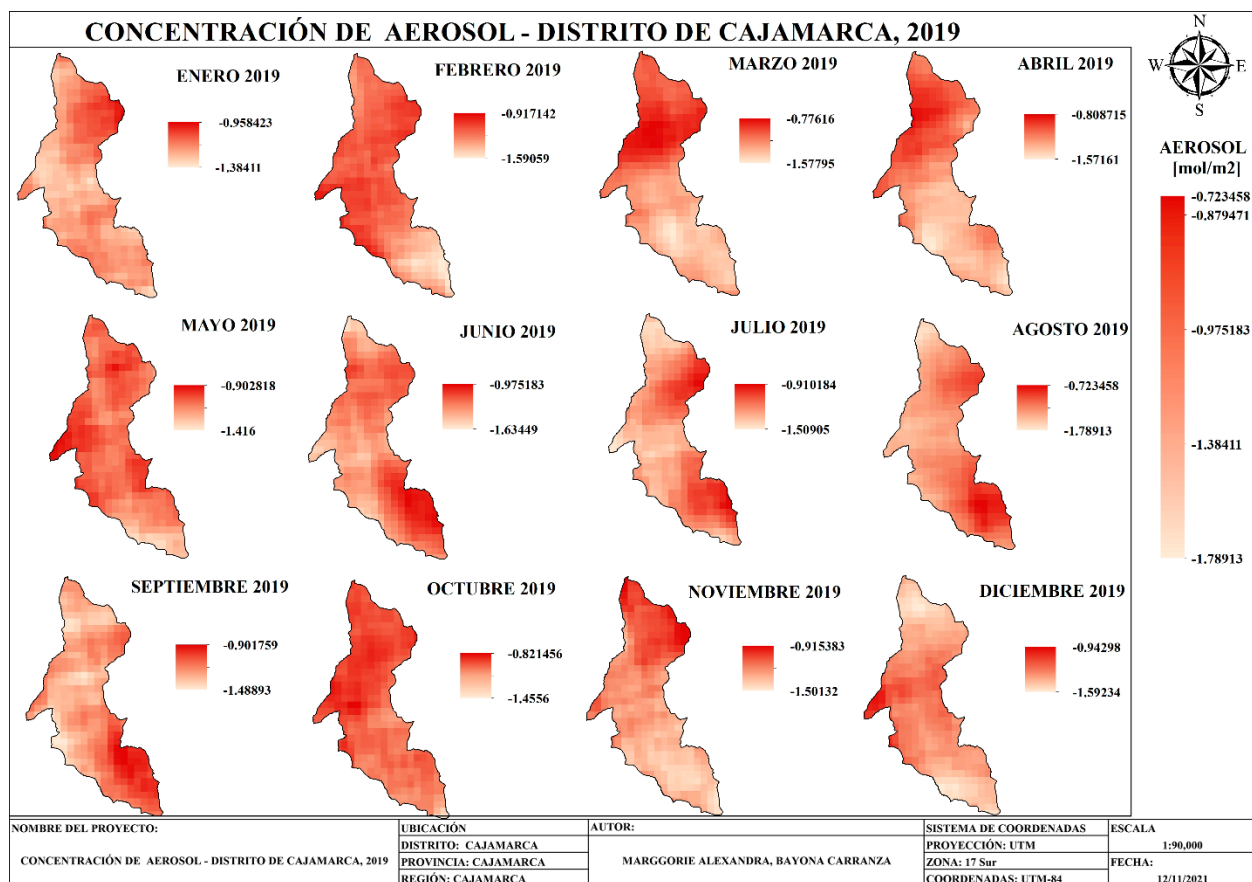 CONCENTRACIÓN DE AEROSOL - DISTRITO DE CAJAMARCA, 2019
N
W
E
S
ENERO 2019
-0.958423
-1.38411
FEBRERO 2019
-0.917142
-1.59059
MARZO 2019
-0.77616
-1.57795
ABRIL 2019
-0.808715
-1.57161
AEROSOL
[mol/m2]
-0.723458
-0.879471
-0.975183
-1.38411
-1.78913
MAYO 2019
-0.902818
-1.416
JUNIO 2019
-0.975183
-1.63449
JULIO 2019
-0.910184
-1.50905
AGOSTO 2019
-0.723458
-1.78913
SEPTIEMBRE 2019
-0.901759
-1.48893
OCTUBRE 2019
-0.821456
-1.4556
NOVIEMBRE 2019
-0.915383
-1.50132
DICIEMBRE 2019
-0.94298
-1.59234
NOMBRE DEL PROYECTO:
CONCENTRACIÓN DE AEROSOL - DISTRITO DE CAJAMARCA, 2019
UBICACIÓN
DISTRITO: CAJAMARCA
PROVINCIA: CAJAMARCA
REGIÓN: CAJAMARCA
AUTOR:
MARGGORIE ALEXANDRA, BAYONA CARRANZA
SISTEMA DE COORDENADAS
PROYECCIÓN: UTM
ZONA: 17 Sur
COORDENADAS: UTM-84
ESCALA
1:90,000
FECHA:
12/11/2021